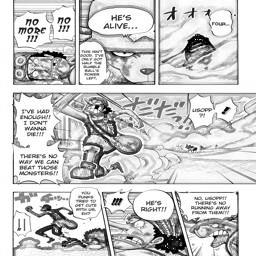 FOUR...
HE'S
ALIVE...
THIS ISN'T
GOOD. I'VE
ONLY GOT
HALF THE
RUMBLE
BALL'S
POWER
LEFT.
NO...
!!!
NO
MORE
!!!
USOPP?!
I'VE HAD
ENOUGH!!
I DON'T
WANNA
DIE!!!
THERE'S NO
WAY WE CAN
BEAT THOSE
MONSTERS!!
NO, USOPP!!
THERE'S NO
RUNNING
AWAY FROM
THEM!!
HE'S
RIGHT!!
!!!
YOU PUNKS
TRIED TO
GET CUTE
WITH US,
EH?